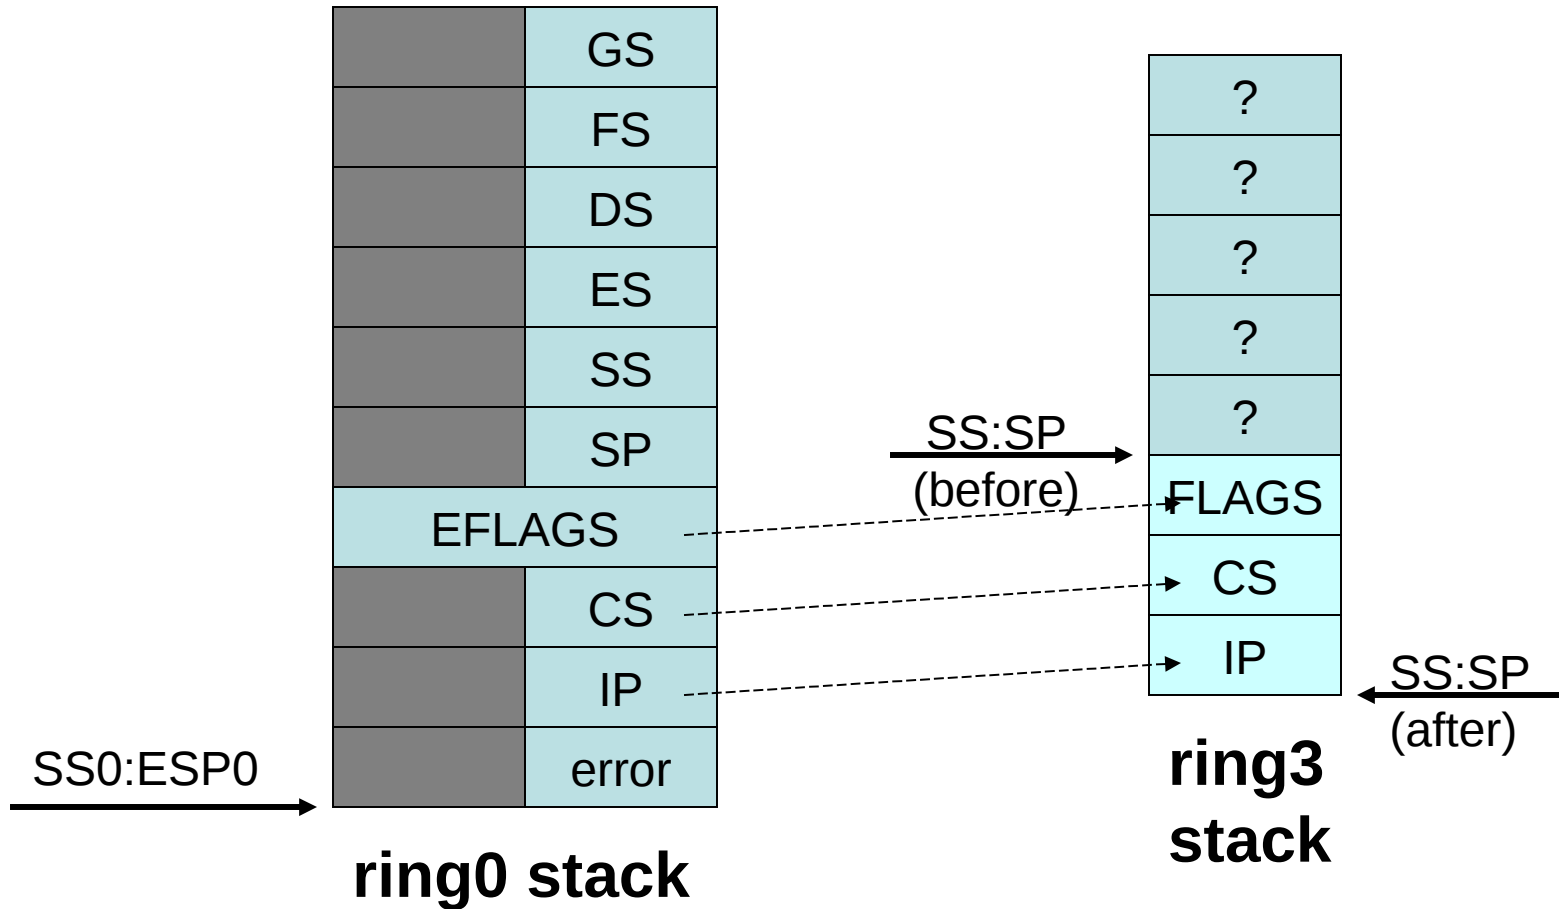 GS
FS
DS
ES
SS
SP
EFLAGS
CS
IP
error
SS0:ESP0
ring0 stack
SS:SP
(before)
?
?
?
?
?
FLAGS
CS
IP
SS:SP
(after)
ring3
stack